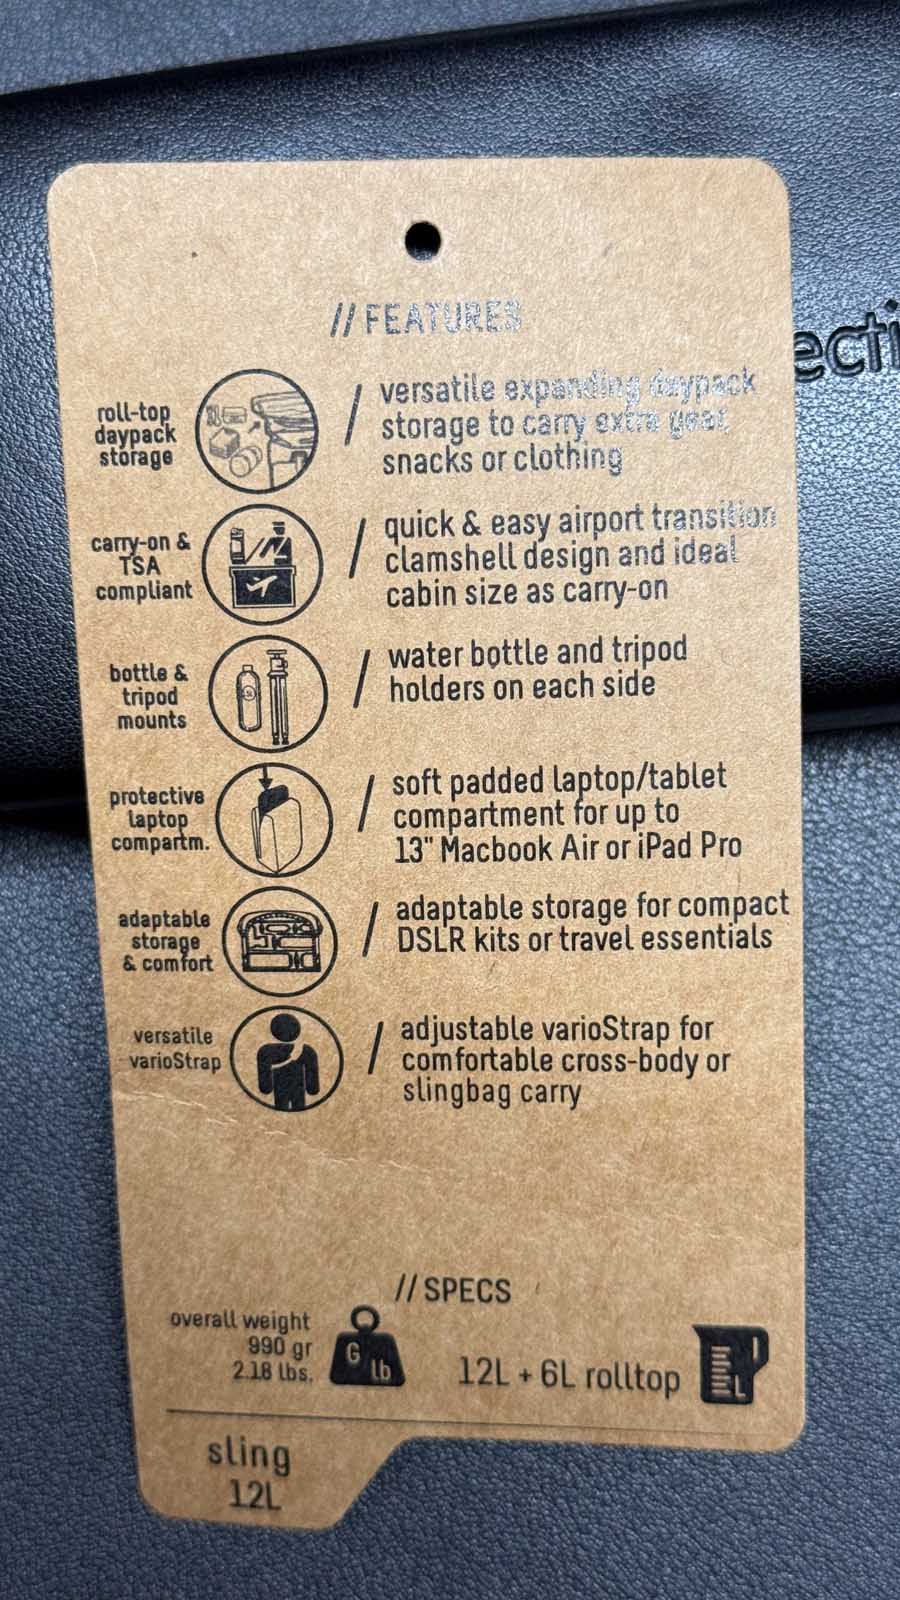 // FEATURES
roll-top
daypack
storage
/ versatile expanding daypack
storage to carry extra gear,
snacks or clothing
carry-on &
TSA
compliant
/ quick & easy airport transition
clamshell design and ideal
cabin size as carry-on
bottle &
tripod
mounts
/ water bottle and tripod
holders on each side
protective
laptop
compartm.
/ soft padded laptop/tablet
compartment for up to
13" Macbook Air or iPad Pro
adaptable
storage
& comfort
/ adaptable storage for compact
DSLR kits or travel essentials
versatile
varioStrap
/ adjustable varioStrap for
comfortable cross-body or
slingbag carry
// SPECS
overall weight
990 gr
2.18 lbs.
G
lb
12L + 6L rolltop
L
sling
12L
ecti